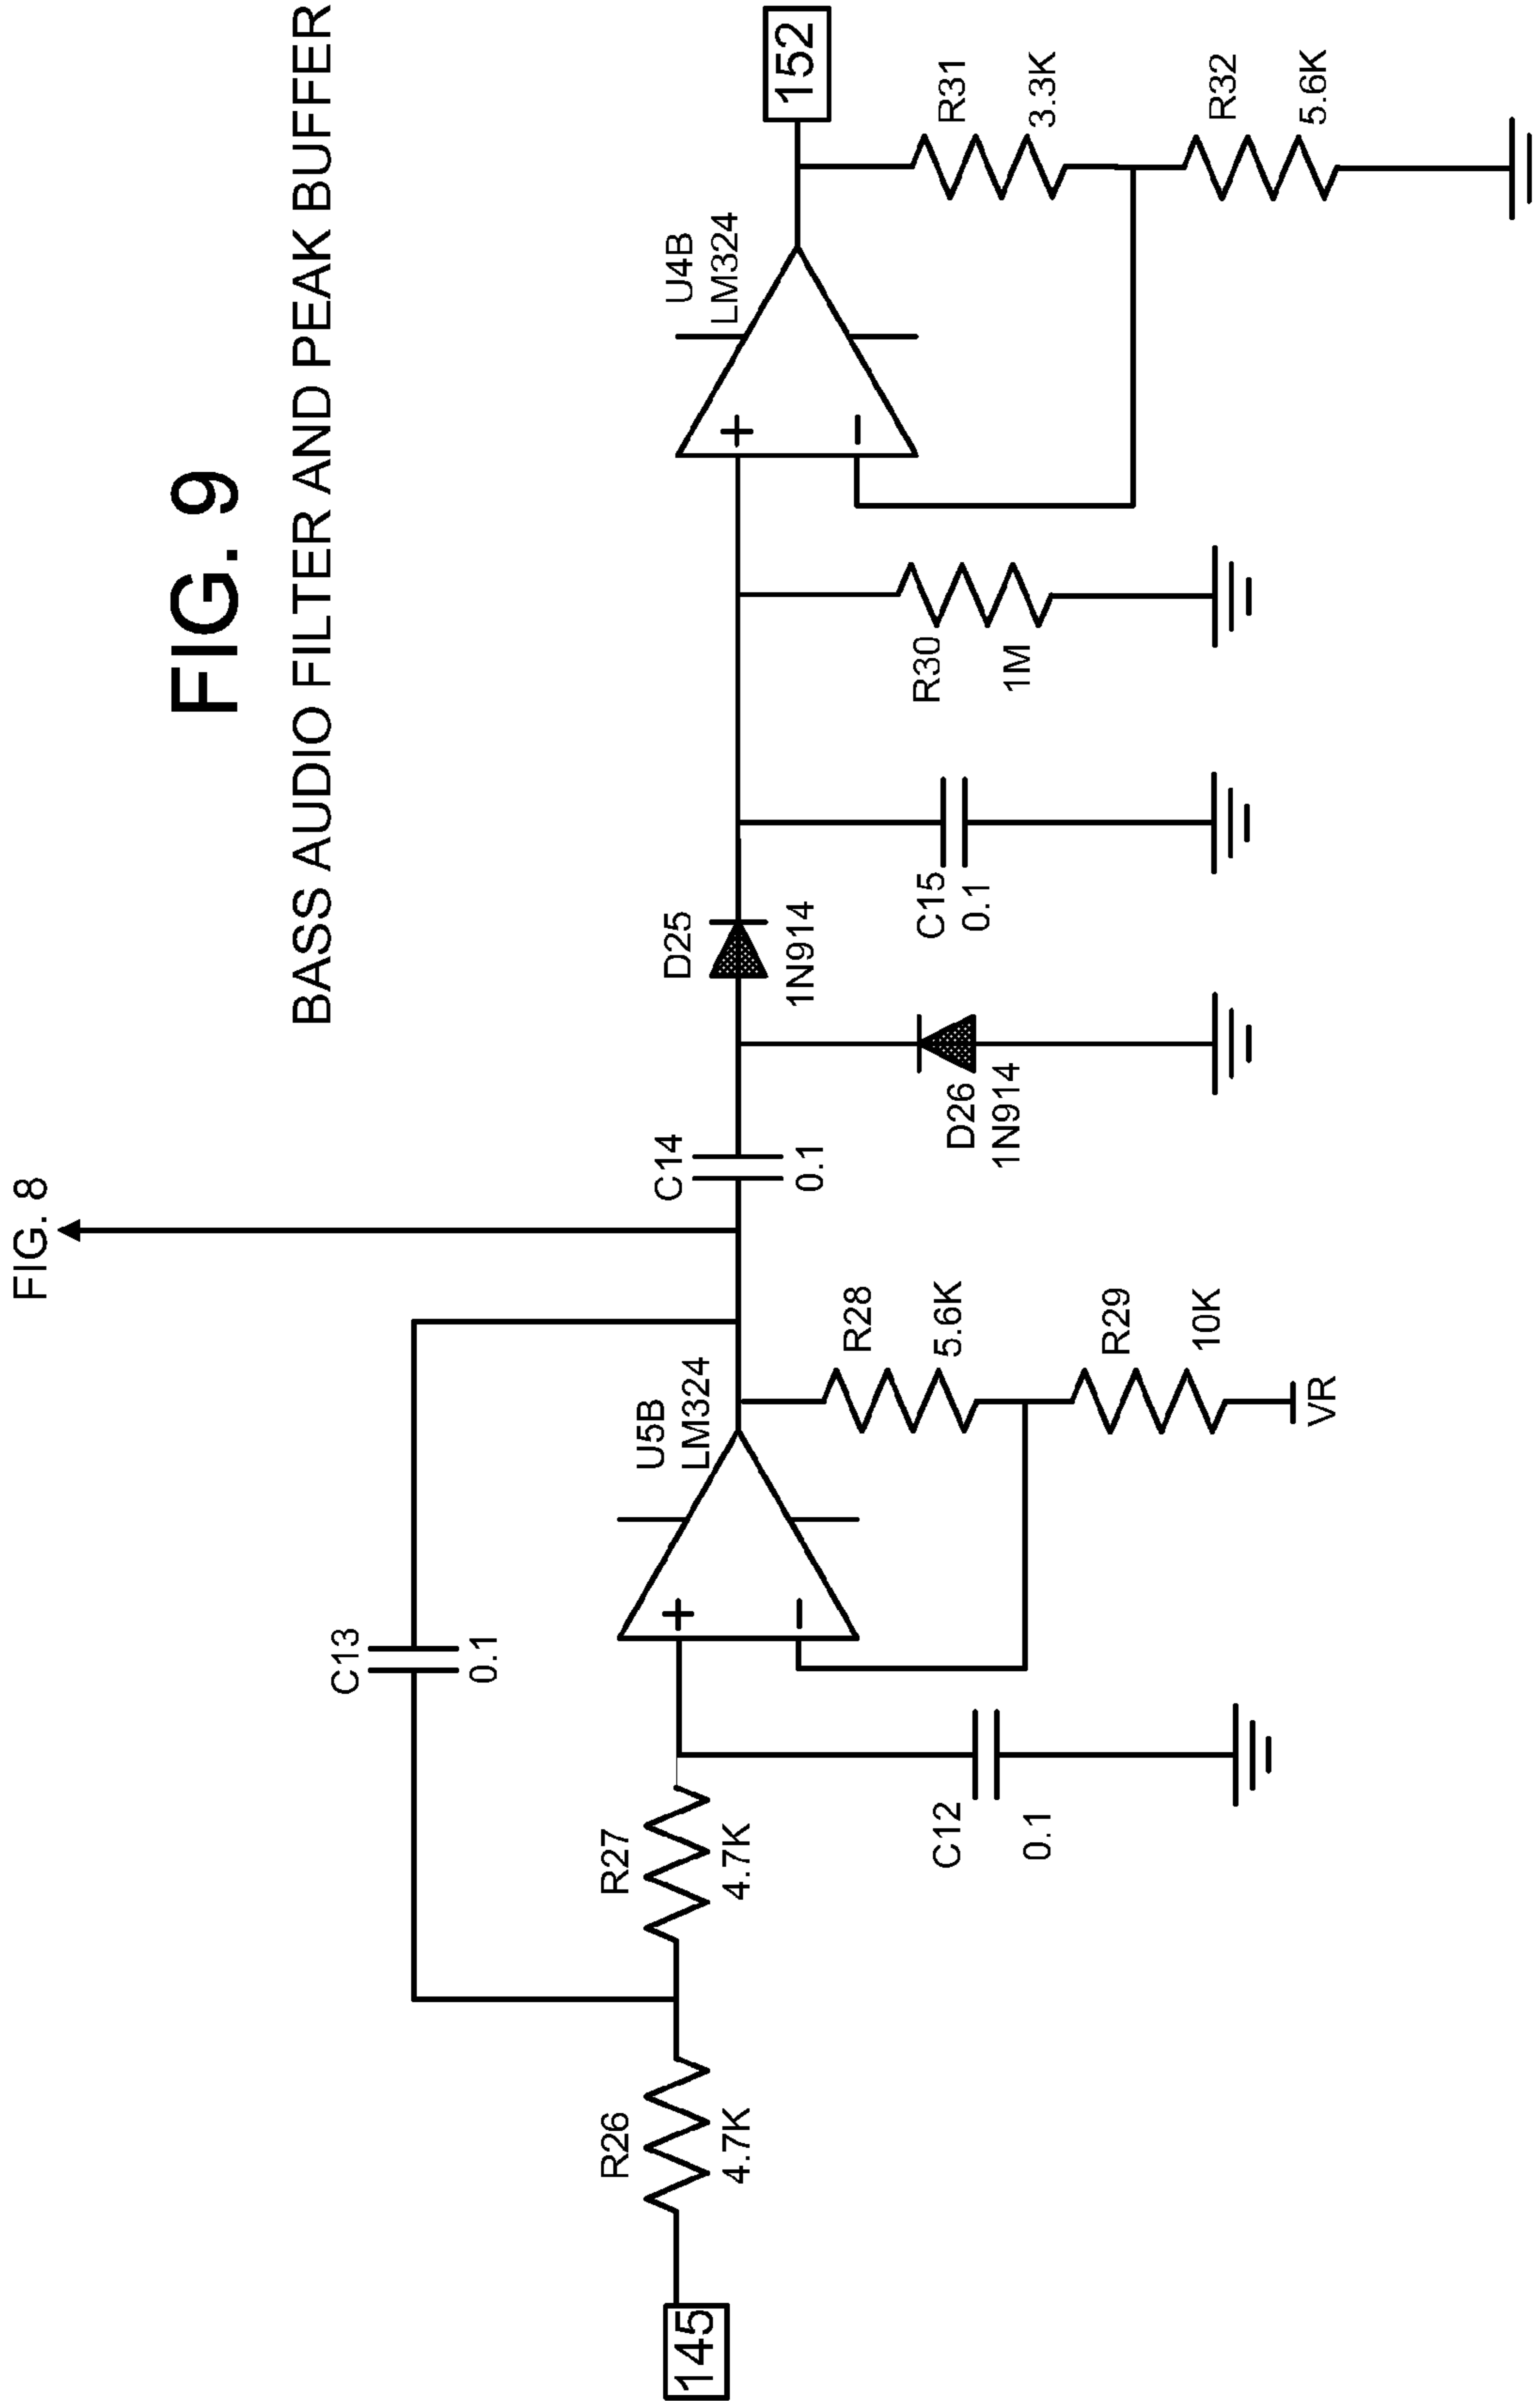 FIG. 9
BASS AUDIO FILTER AND PEAK BUFFER
FIG. 8
145
R26
4.7K
R27
4.7K
C13
0.1
C12
0.1
+
−
U5B
LM324
R28
5.6K
R29
10K
VR
C14
0.1
D26
1N914
D25
1N914
C15
0.1
R30
1M
+
−
U4B
LM324
152
R31
3.3K
R32
5.6K